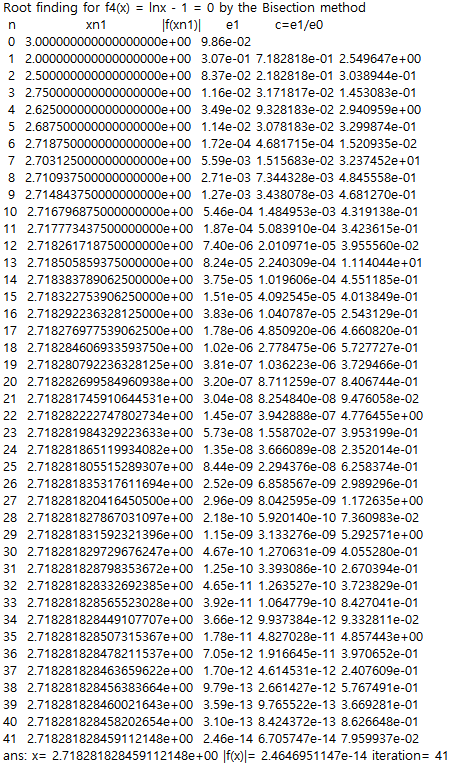 Root finding for f4(x) = lnx - 1 = 0 by the Bisection method
n xn1 |f(xn1)| e1 c=e1/e0
0 3.000000000000000000e+00 9.86e-02
1 2.000000000000000000e+00 3.07e-01 7.182818e-01 2.549647e+00
2 2.500000000000000000e+00 8.37e-02 2.182818e-01 3.038944e-01
3 2.750000000000000000e+00 1.16e-02 3.171817e-02 1.453083e-01
4 2.625000000000000000e+00 3.49e-02 9.328183e-02 2.940959e+00
5 2.687500000000000000e+00 1.14e-02 3.078183e-02 3.299874e-01
6 2.718750000000000000e+00 1.72e-04 4.681715e-04 1.520935e-02
7 2.703125000000000000e+00 5.59e-03 1.515683e-02 3.237452e+01
8 2.710937500000000000e+00 2.71e-03 7.344328e-03 4.845558e-01
9 2.714843750000000000e+00 1.27e-03 3.438078e-03 4.681270e-01
10 2.716796875000000000e+00 5.46e-04 1.484953e-03 4.319138e-01
11 2.717773437500000000e+00 1.87e-04 5.083910e-04 3.423615e-01
12 2.718261718750000000e+00 7.40e-06 2.010971e-05 3.955560e-02
13 2.718505859375000000e+00 8.24e-05 2.240309e-04 1.114044e+01
14 2.718383789062500000e+00 3.75e-05 1.019606e-04 4.551185e-01
15 2.718322753906250000e+00 1.51e-05 4.092545e-05 4.013849e-01
16 2.718292236328125000e+00 3.83e-06 1.040787e-05 2.543129e-01
17 2.718276977539062500e+00 1.78e-06 4.850920e-06 4.660820e-01
18 2.718284606933593750e+00 1.02e-06 2.778475e-06 5.727727e-01
19 2.718280792236328125e+00 3.81e-07 1.036223e-06 3.729466e-01
20 2.718282699584960938e+00 3.20e-07 8.711259e-07 8.406744e-01
21 2.718281745910644531e+00 3.04e-08 8.254840e-08 9.476058e-02
22 2.718282222747802734e+00 1.45e-07 3.942888e-07 4.776455e+00
23 2.718281984329223633e+00 5.73e-08 1.558702e-07 3.953199e-01
24 2.718281865119934082e+00 1.35e-08 3.666089e-08 2.352014e-01
25 2.718281805515289307e+00 8.44e-09 2.294376e-08 6.258374e-01
26 2.718281835317611694e+00 2.52e-09 6.858567e-09 2.989296e-01
27 2.718281820416450500e+00 2.96e-09 8.042595e-09 1.172635e+00
28 2.718281827867031097e+00 2.18e-10 5.920140e-10 7.360983e-02
29 2.718281831592321396e+00 1.15e-09 3.133276e-09 5.292571e+00
30 2.718281829729676247e+00 4.67e-10 1.270631e-09 4.055280e-01
31 2.718281828798353672e+00 1.25e-10 3.393086e-10 2.670394e-01
32 2.718281828332692385e+00 4.65e-11 1.263527e-10 3.723829e-01
33 2.718281828565523028e+00 3.92e-11 1.064779e-10 8.427041e-01
34 2.718281828449107707e+00 3.66e-12 9.937384e-12 9.332811e-02
35 2.718281828507315367e+00 1.78e-11 4.827028e-11 4.857443e+00
36 2.718281828478211537e+00 7.05e-12 1.916645e-11 3.970652e-01
37 2.718281828463659622e+00 1.70e-12 4.614531e-12 2.407609e-01
38 2.718281828456383664e+00 9.79e-13 2.661427e-12 5.767491e-01
39 2.718281828460021643e+00 3.59e-13 9.765522e-13 3.669281e-01
40 2.718281828458202654e+00 3.10e-13 8.424372e-13 8.626648e-01
41 2.718281828459112148e+00 2.46e-14 6.705747e-14 7.959937e-02
ans: x= 2.718281828459112148e+00 |f(x)|= 2.4646951147e-14 iteration= 41